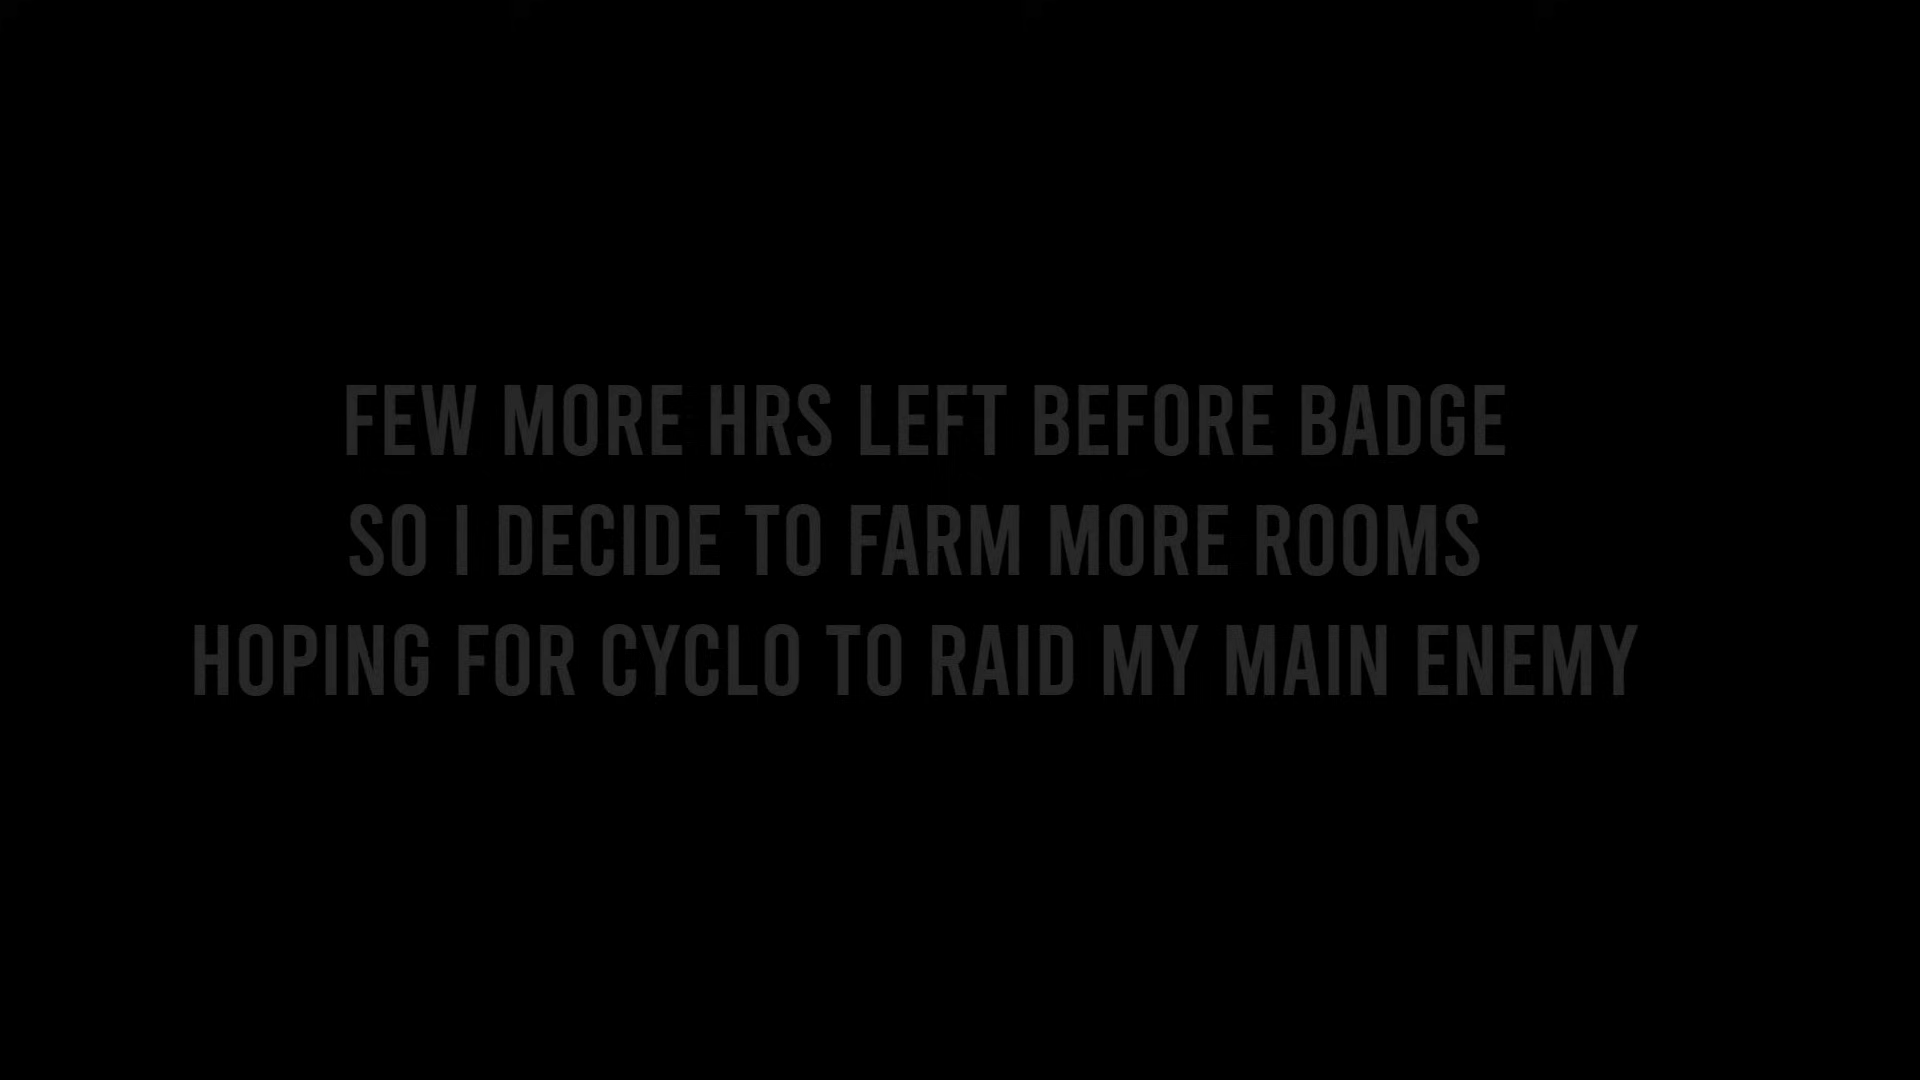 FEW MORE HRS LEFT BEFORE BADGE
SO I DECIDE TO FARM MORE ROOMS
HOPING FOR CYCLO TO RAID MY MAIN ENEMY